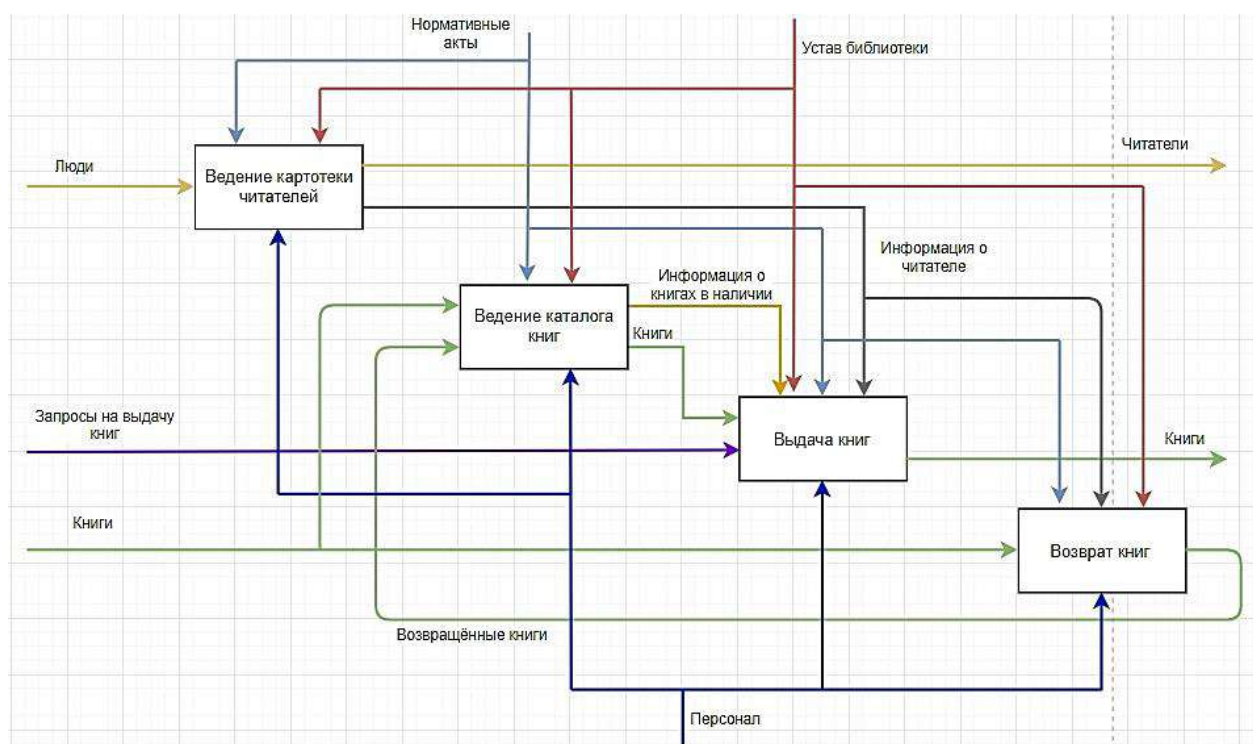 Нормативные
акты
Устав библиотеки
Читатели
Люди
Ведение картотеки
читателей
Информация о
читателе
Информация о
книгах в наличии
Ведение каталога
книг
Книги
Запросы на выдачу
книг
Выдача книг
Книги
Книги
Возврат книг
Возвращённые книги
Персонал